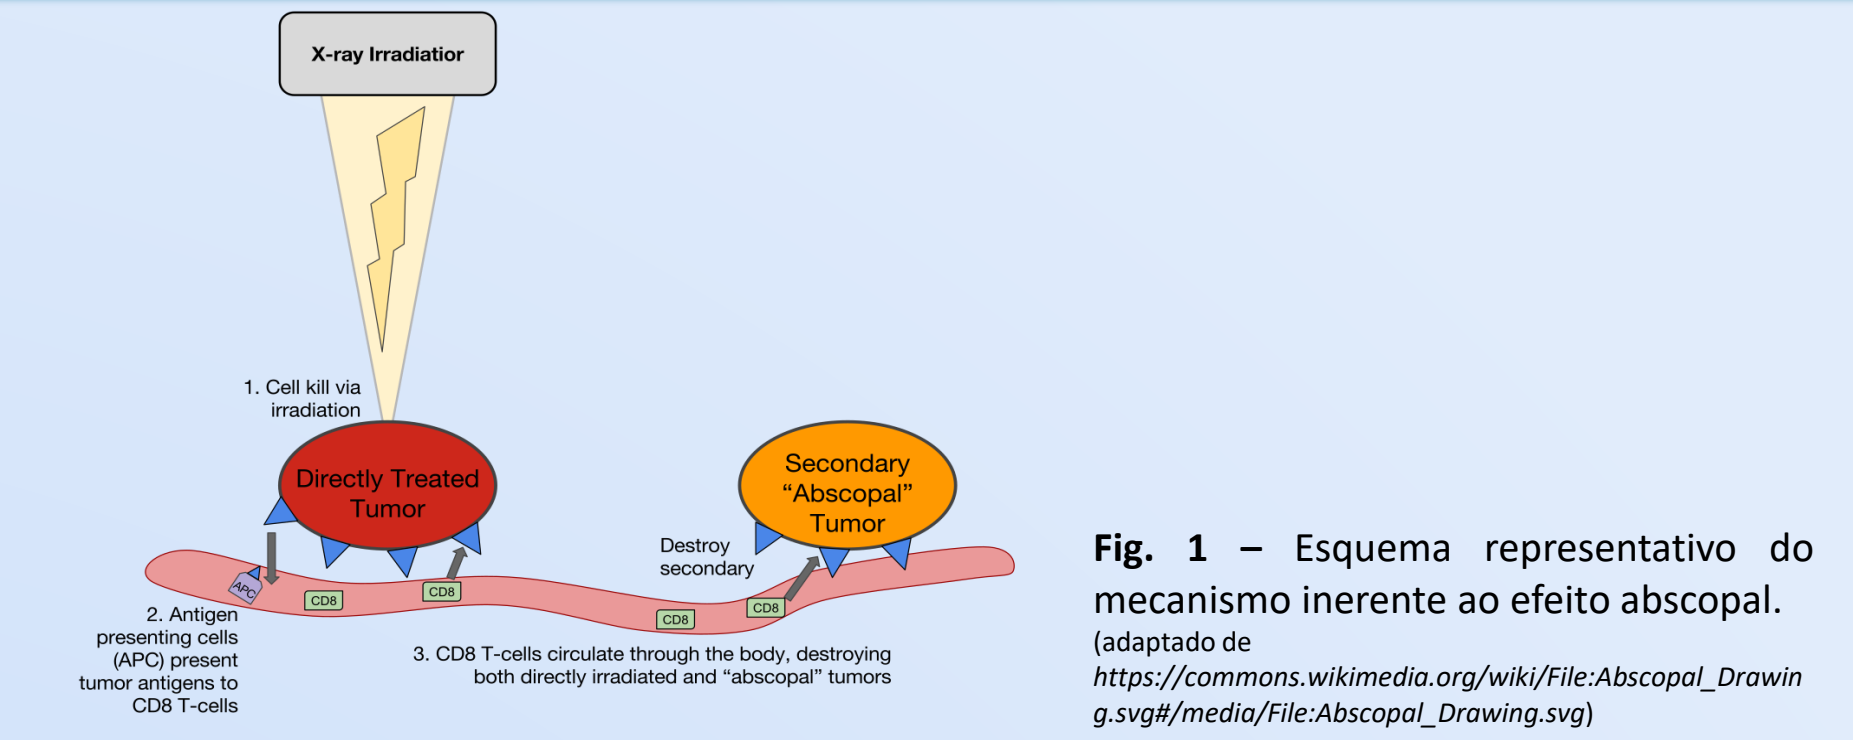 X-ray Irradiatior
1. Cell kill via
irradiation
Directly Treated
Tumor
Secondary
“Abscopal”
Tumor
Destroy
secondary
APC
CD8
CD8
CD8
CD8
2. Antigen
presenting cells
(APC) present
tumor antigens to
CD8 T-cells
3. CD8 T-cells circulate through the body, destroying
both directly irradiated and “abscopal” tumors
Fig. 1 – Esquema representativo do
mecanismo inerente ao efeito abscopal.
(adaptado de
https://commons.wikimedia.org/wiki/File:Abscopal_Drawin
g.svg#/media/File:Abscopal_Drawing.svg)